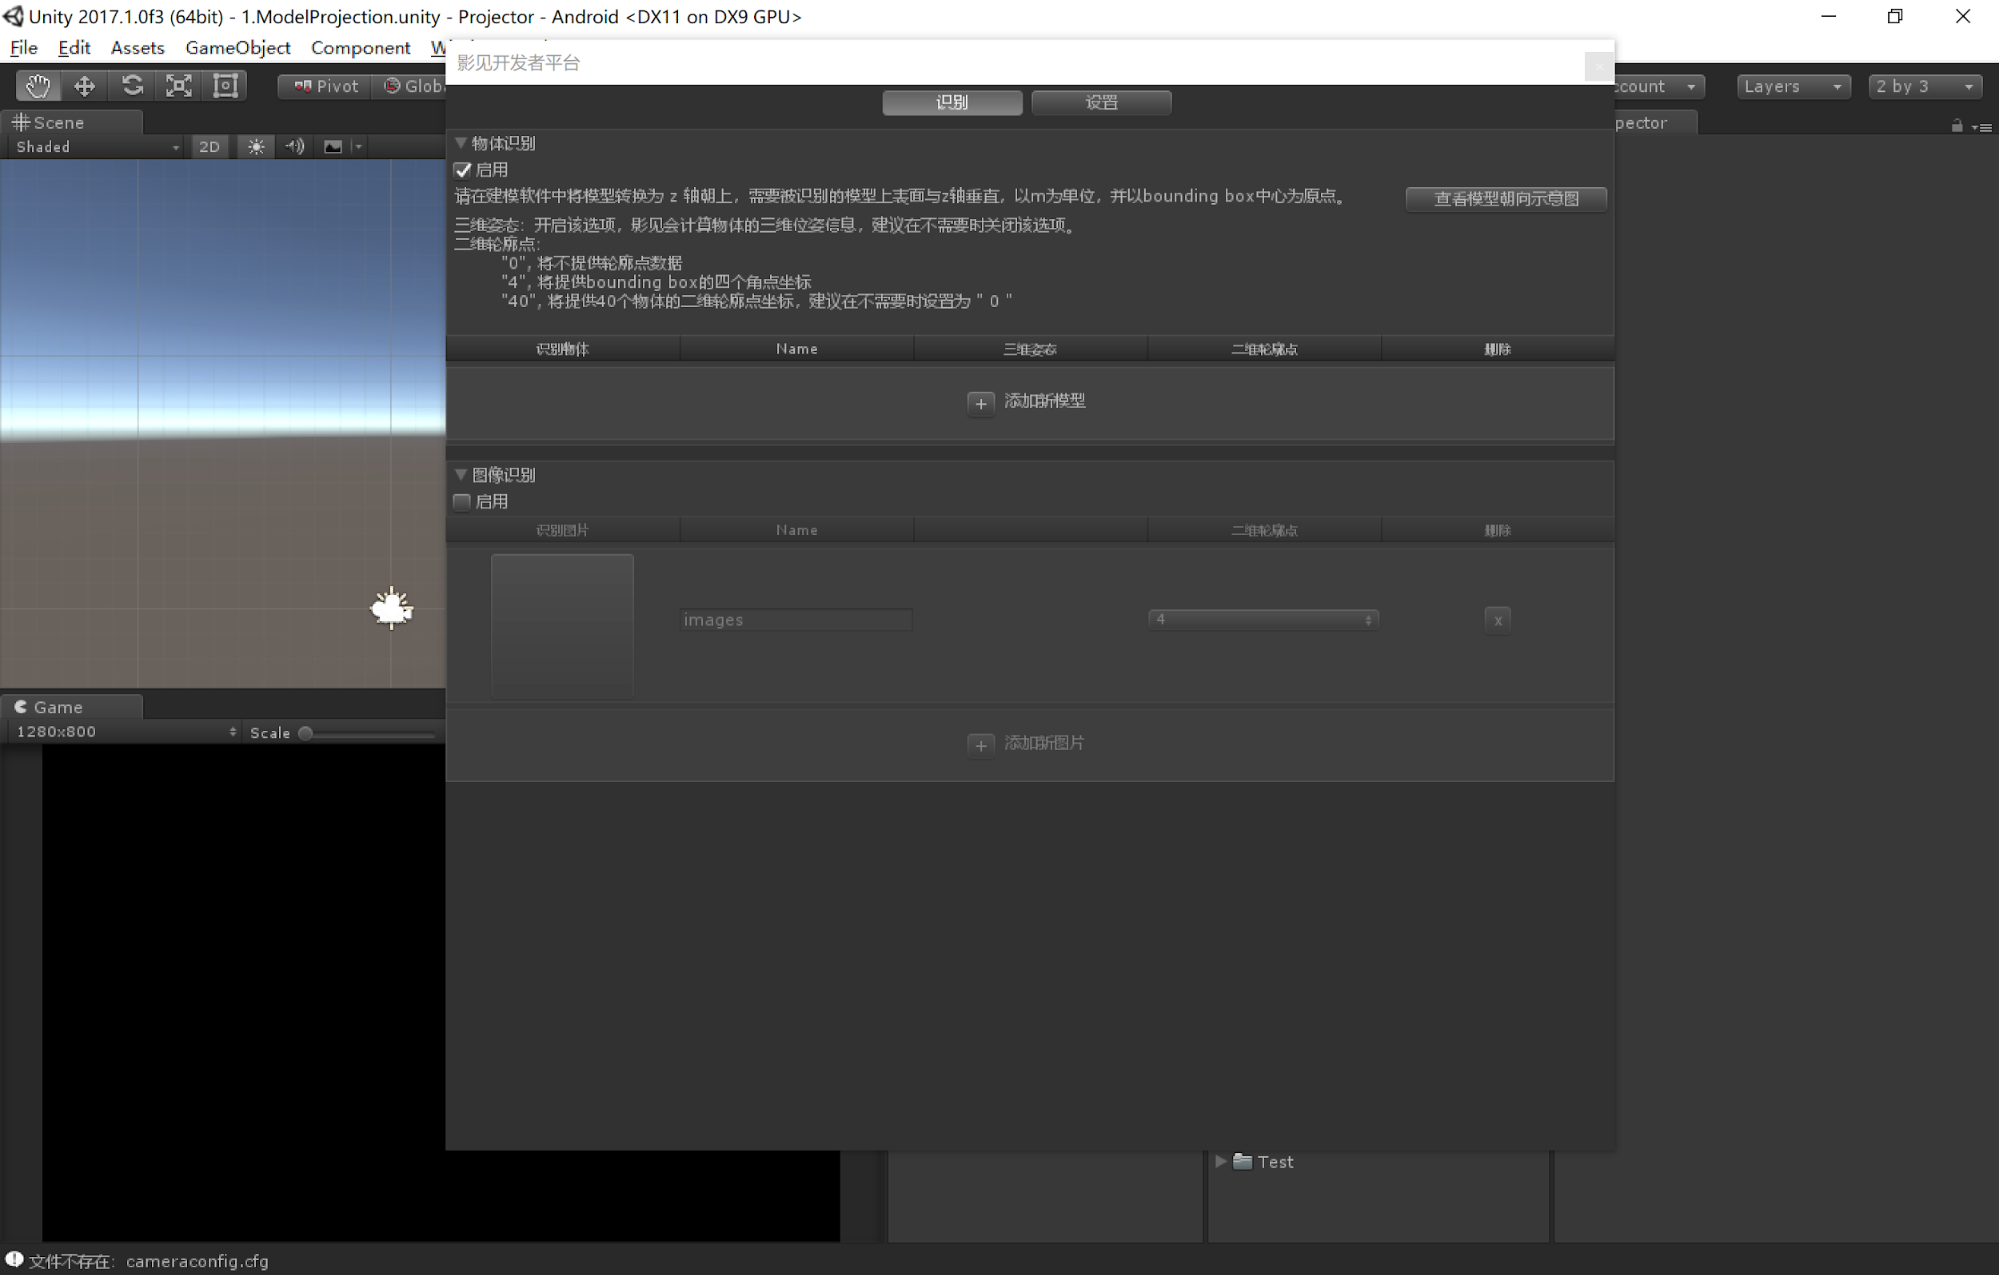 Unity 2017.1.0f3 (64bit) - 1.ModelProjection.unity - Projector - Android <DX11 on DX9 GPU>
File Edit Assets GameObject Component
影见开发者平台
Pivot
Layers
2 by 3
识别 设置
Scene
Shaded 2D
物体识别
启用
请在建模软件中将模型转换为 z 轴朝上，需要被识别的模型上表面与z轴垂直，以m为单位，并以bounding box中心为原点。
查看模型朝向示意图
三维姿态：开启该选项，影见会计算物体的三维位姿信息，建议在不需要时关闭该选项。
二维轮廓点:
"0", 将不提供轮廓点数据
"4", 将提供bounding box的四个角点坐标
"40", 将提供40个物体的二维轮廓点坐标，建议在不需要时设置为 " 0 "
识别物体 Name 三维姿态 二维轮廓点 删除
+ 添加新模型
图像识别
启用
识别图片 Name 二维轮廓点 删除
images 4 x
+ 添加新图片
Game
1280x800 Scale
Test
文件不存在：cameraconfig.cfg